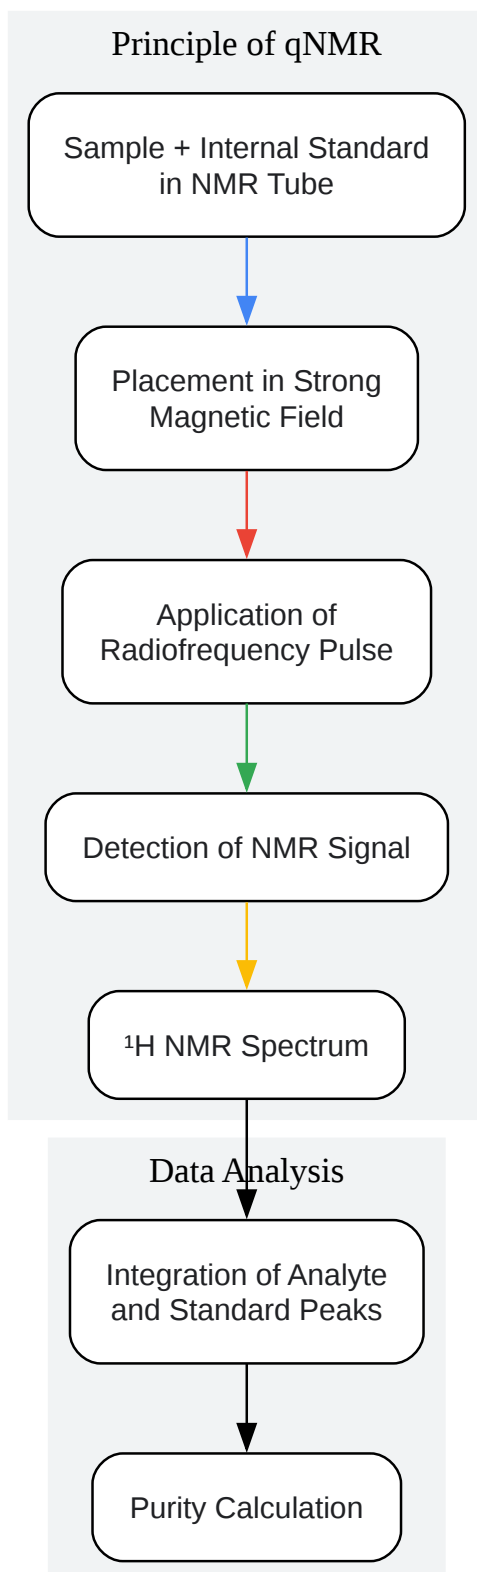 Principle of qNMR
Sample + Internal Standard
in NMR Tube
Placement in Strong
Magnetic Field
Application of
Radiofrequency Pulse
Detection of NMR Signal
¹H NMR Spectrum
Data Analysis
Integration of Analyte
and Standard Peaks
Purity Calculation